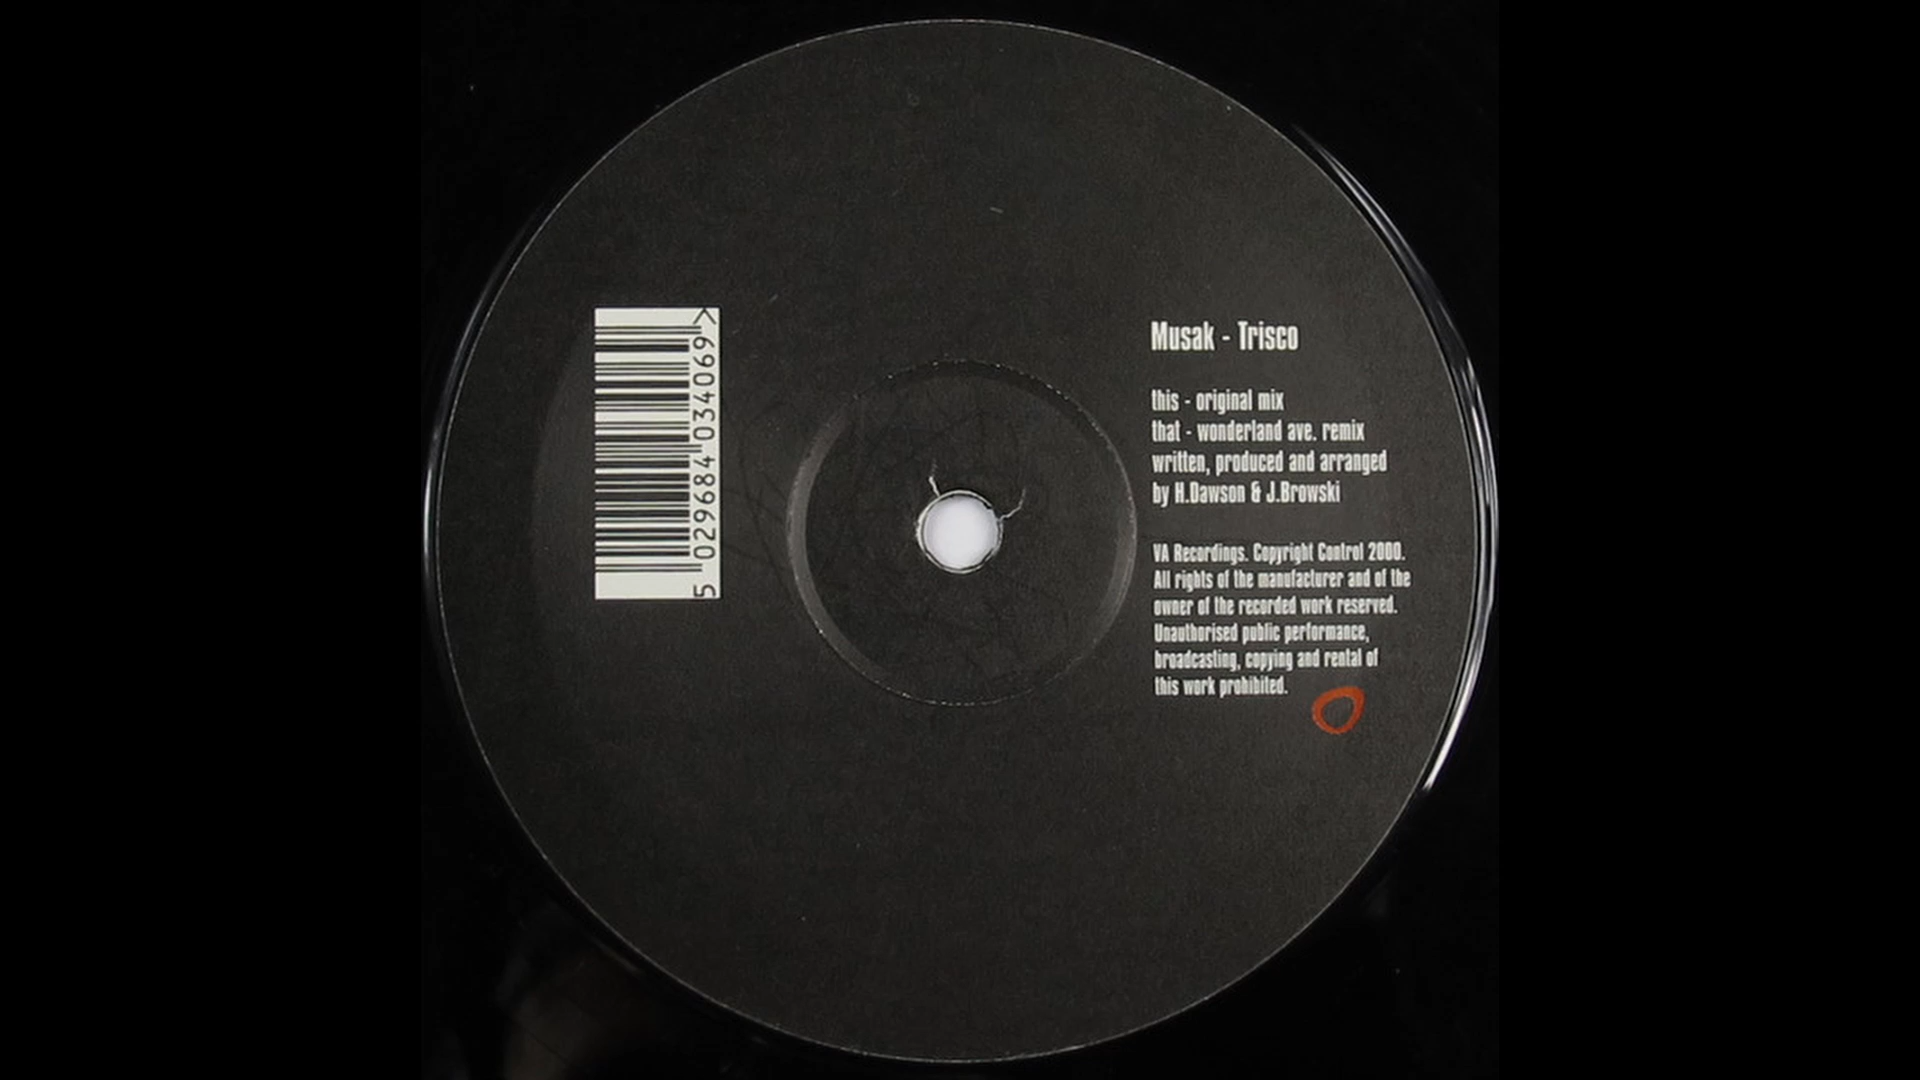 5 029684 034069 >
Musak - Trisco
this - original mix
that - wonderland ave. remix
written, produced and arranged
by H.Dawson & J.Browski
VA Recordings. Copyright Control 2000.
All rights of the manufacturer and of the
owner of the recorded work reserved.
Unauthorised public performance,
broadcasting, copying and rental of
this work prohibited.